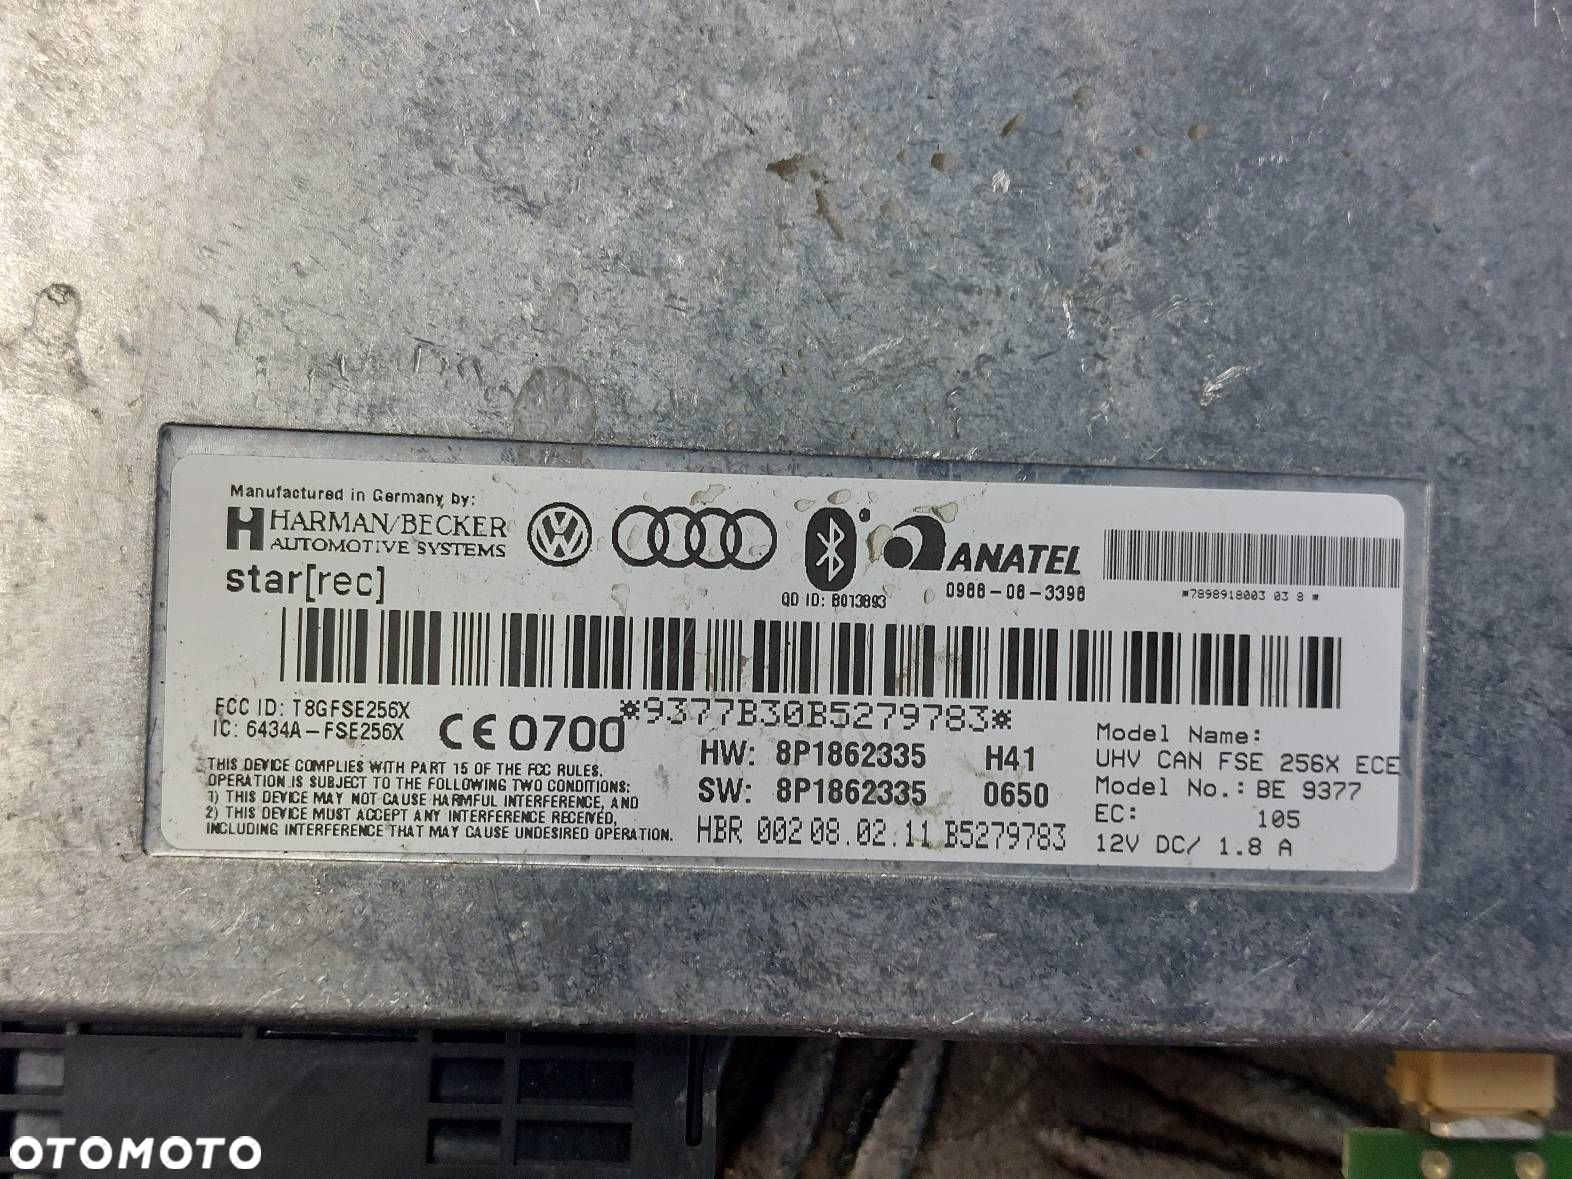 Manufactured in Germany by:
HARMAN/BECKER
AUTOMOTIVE SYSTEMS
star[rec]
QD ID: B013893
ANATEL
0988-08-3398
*7898918003 03 8 *
*9377B30B5279783*
FCC ID: T8GFSE256X
IC: 6434A-FSE256X
CE 0700
THIS DEVICE COMPLIES WITH PART 15 OF THE FCC RULES.
OPERATION IS SUBJECT TO THE FOLLOWING TWO CONDITIONS:
1) THIS DEVICE MAY NOT CAUSE HARMFUL INTERFERENCE, AND
2) THIS DEVICE MUST ACCEPT ANY INTERFERENCE RECEIVED,
INCLUDING INTERFERENCE THAT MAY CAUSE UNDESIRED OPERATION.
HW: 8P1862335 H41
SW: 8P1862335 0650
HBR 002 08.02.11 B5279783
Model Name:
UHV CAN FSE 256X ECE
Model No.: BE 9377
EC: 105
12V DC/ 1.8 A
OTOMOTO